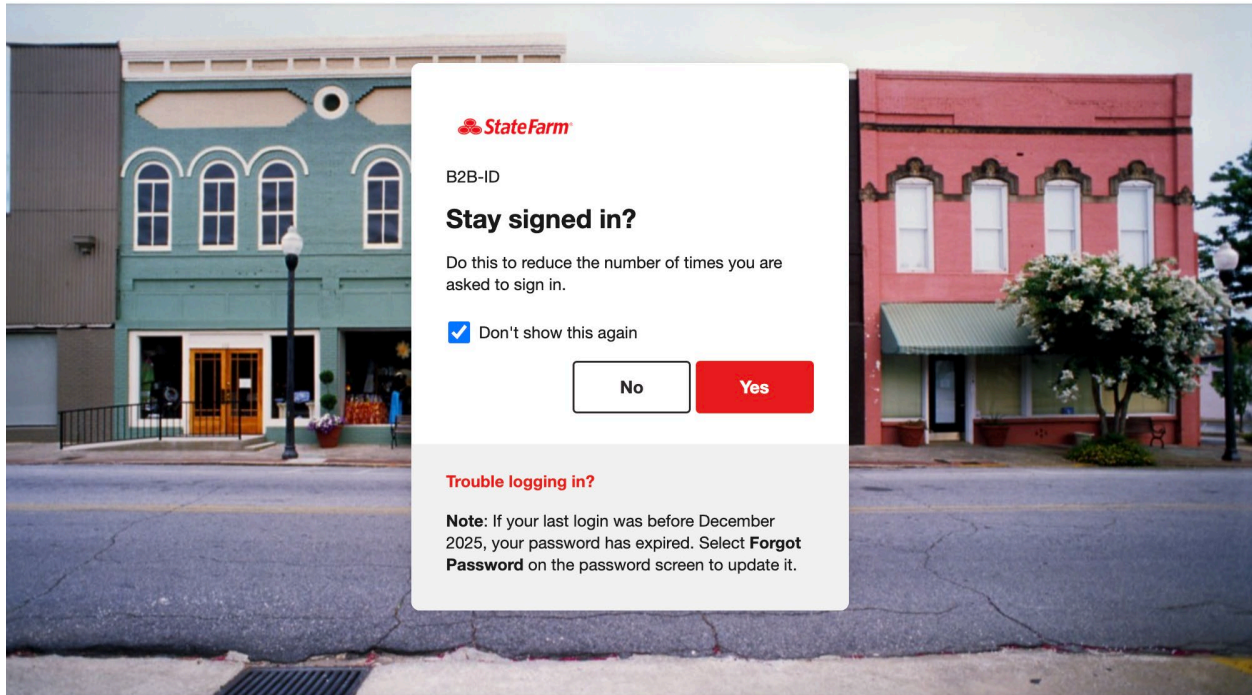 StateFarm®
B2B-ID
Stay signed in?
Do this to reduce the number of times you are
asked to sign in.
Don't show this again
No
Yes
Trouble logging in?
Note: If your last login was before December
2025, your password has expired. Select Forgot
Password on the password screen to update it.